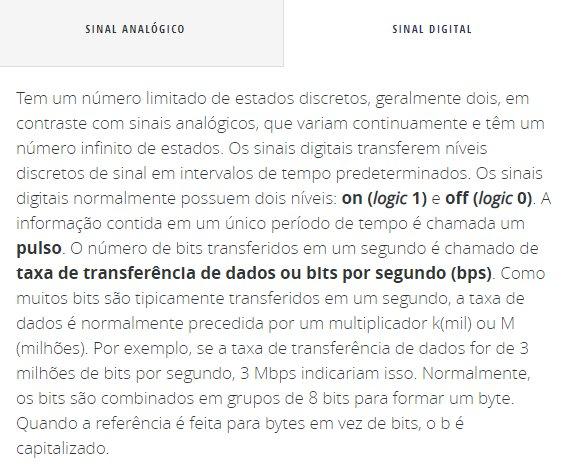 SINAL ANALÓGICO
SINAL DIGITAL
Tem um número limitado de estados discretos, geralmente dois, em
contraste com sinais analógicos, que variam continuamente e têm um
número infinito de estados. Os sinais digitais transferem níveis
discretos de sinal em intervalos de tempo predeterminados. Os sinais
digitais normalmente possuem dois níveis: on (logic 1) e off (logic 0). A
informação contida em um único período de tempo é chamada um
pulso. O número de bits transferidos em um segundo é chamado de
taxa de transferência de dados ou bits por segundo (bps). Como
muitos bits são tipicamente transferidos em um segundo, a taxa de
dados é normalmente precedida por um multiplicador k(mil) ou M
(milhões). Por exemplo, se a taxa de transferência de dados for de 3
milhões de bits por segundo, 3 Mbps indicariam isso. Normalmente,
os bits são combinados em grupos de 8 bits para formar um byte.
Quando a referência é feita para bytes em vez de bits, o b é
capitalizado.